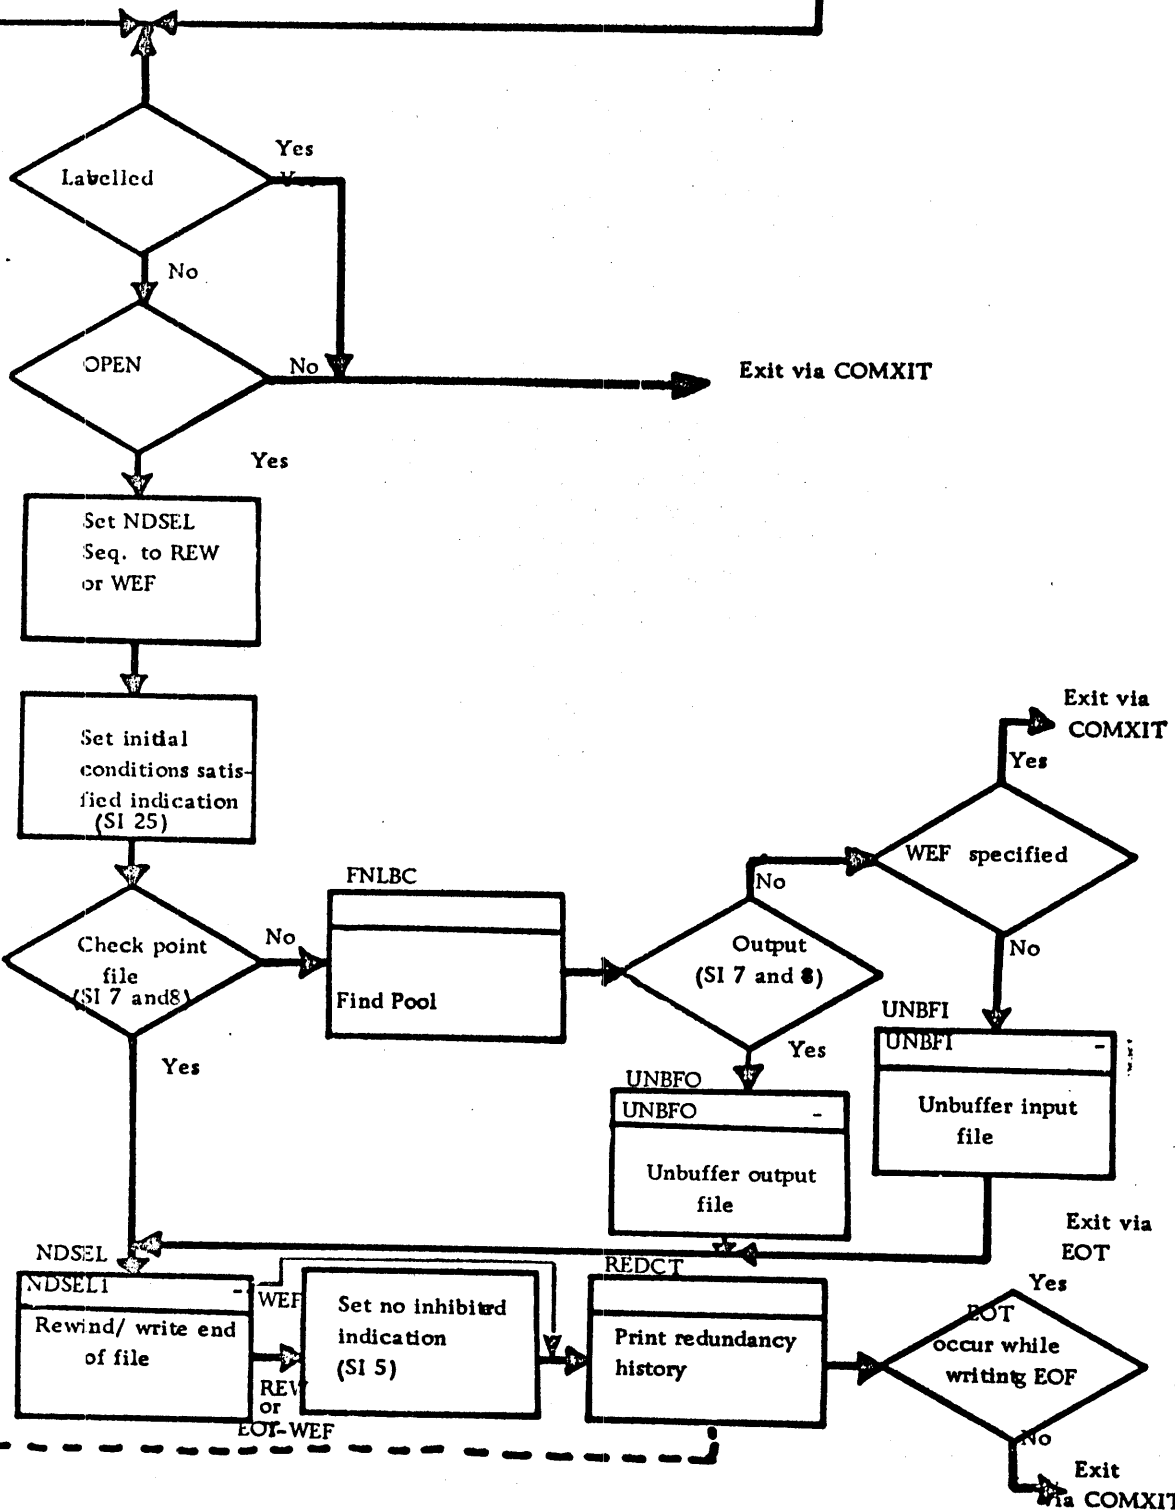 Yes
Labelled
No
OPEN
No
Exit via COMXIT
Yes
Set NDSEL
Seq. to REW
or WEF
Set initial
conditions satis-
fied indication
(SI 25)
Exit via
COMXIT
Yes
WEF specified
No
FNLBC
No
Check point
file
(SI 7 and 8)
No
Find Pool
Output
(SI 7 and 8)
Yes
Yes
UNBFI
UNBFI -
Unbuffer input
file
UNBFO
UNBFO -
Unbuffer output
file
Exit via
EOT
NDSEL
NDSEL1 -
Rewind/ write end
of file
WEF
REW
or
EOT-WEF
Set no inhibited
indication
(SI 5)
REDCT
Print redundancy
history
Yes
EOT
occur while
writing EOF
No
Exit
via COMXIT